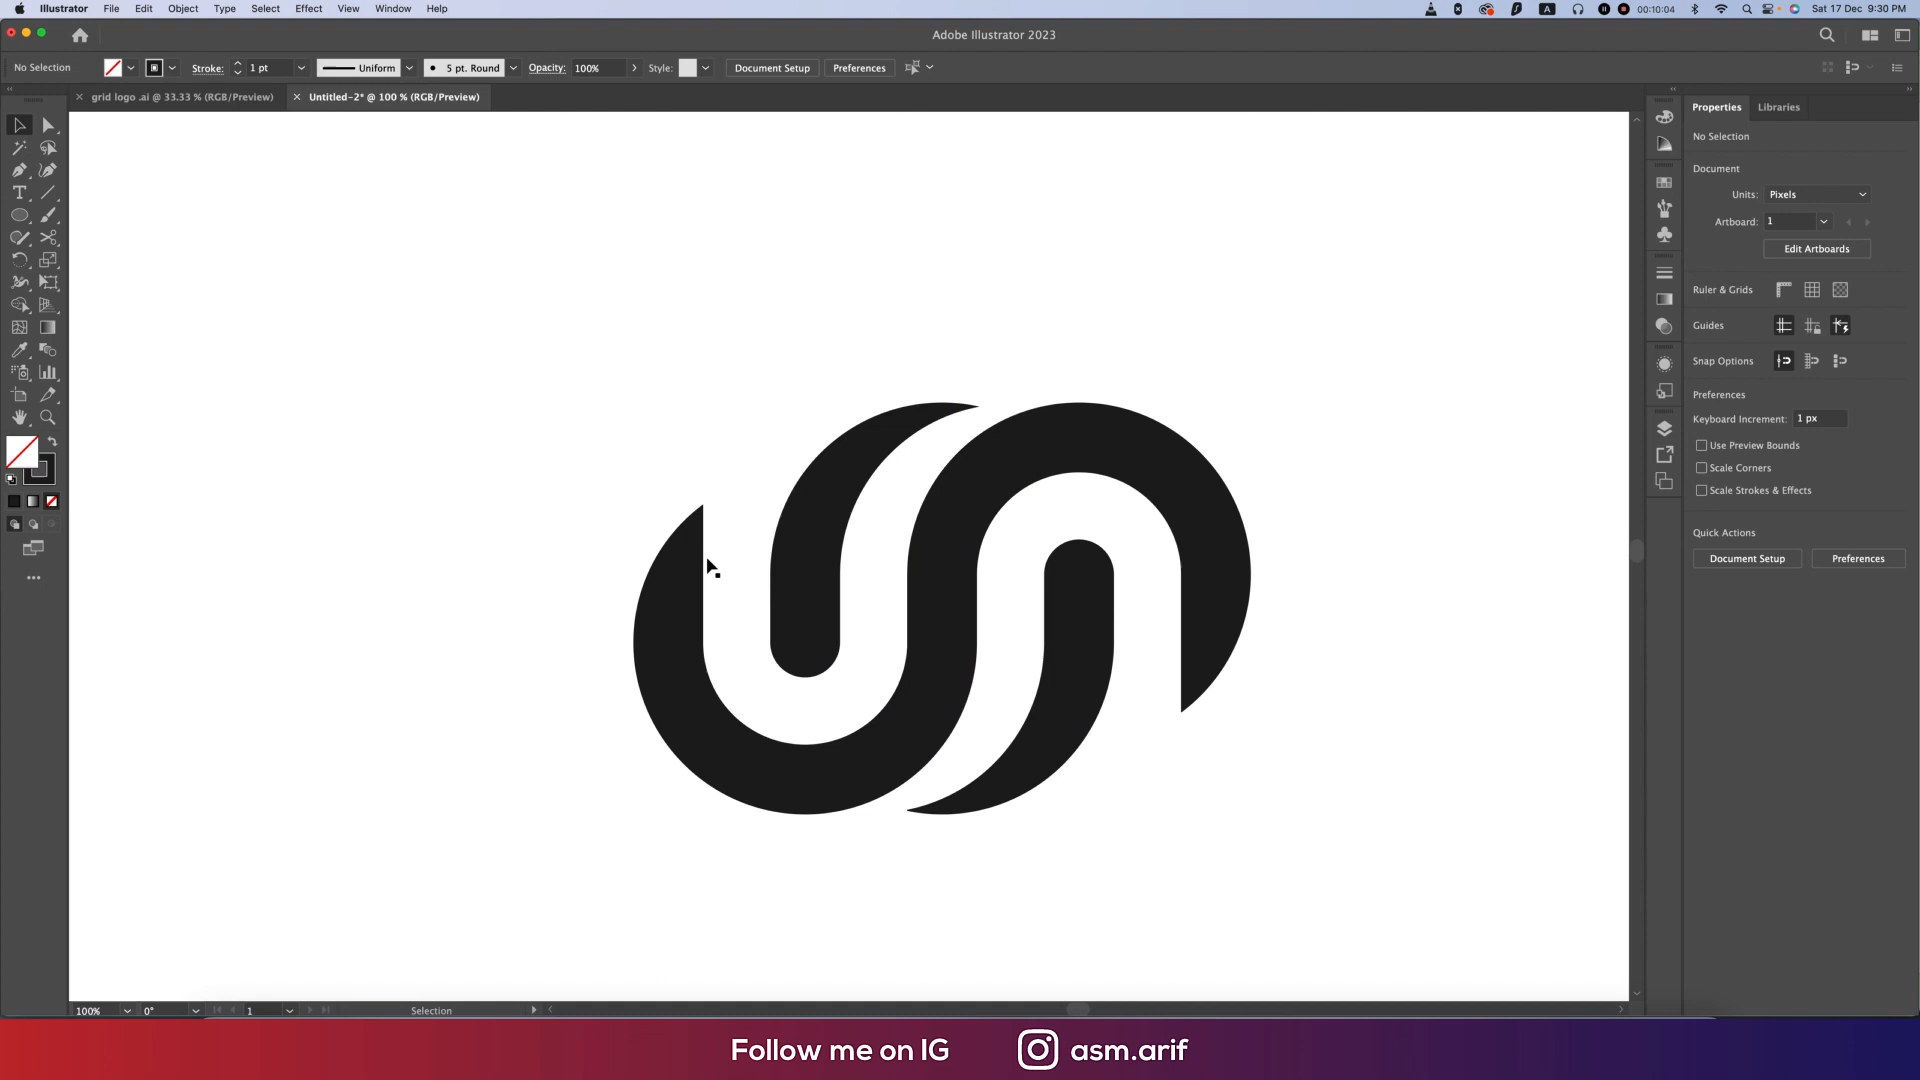 Illustrator File Edit Object Type Select Effect View Window Help 00:10:04 A Sat 17 Dec 9:30 PM
Adobe Illustrator 2023
No Selection Stroke: 1 pt Uniform 5 pt. Round Opacity: 100% Style: Document Setup Preferences
grid logo .ai @ 33.33 % (RGB/Preview) Untitled-2* @ 100 % (RGB/Preview)
Properties Libraries
No Selection
Document
Units: Pixels
Artboard: 1
Edit Artboards
Ruler & Grids
Guides
Snap Options
Preferences
Keyboard Increment: 1 px
Use Preview Bounds
Scale Corners
Scale Strokes & Effects
Quick Actions
Document Setup Preferences
100% 0° 1 Selection
Follow me on IG asm.arif